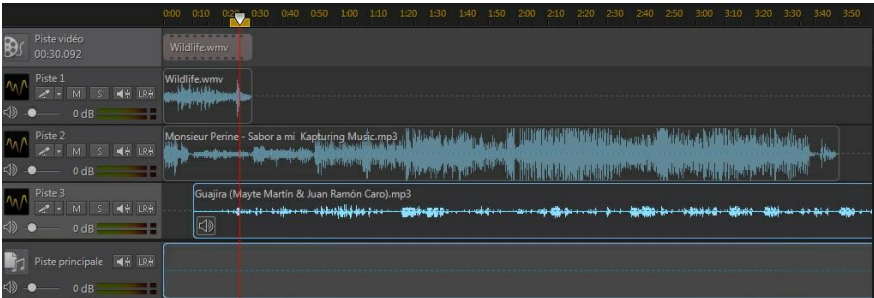 0:00 0:10 0:20 0:30 0:40 0:50 1:00 1:10 1:20 1:30 1:40 1:50 2:00 2:10 2:20 2:30 2:40 2:50 3:00 3:10 3:20 3:30 3:40 3:50
Piste vidéo
00:30.092
Wildlife.wmv
Piste 1
M S LR
0 dB
Wildlife.wmv
Piste 2
M S LR
0 dB
Monsieur Perine - Sabor a mi Kapturing Music.mp3
Piste 3
M S LR
0 dB
Guajira (Mayte Martín & Juan Ramón Caro).mp3
Piste principale LR
0 dB